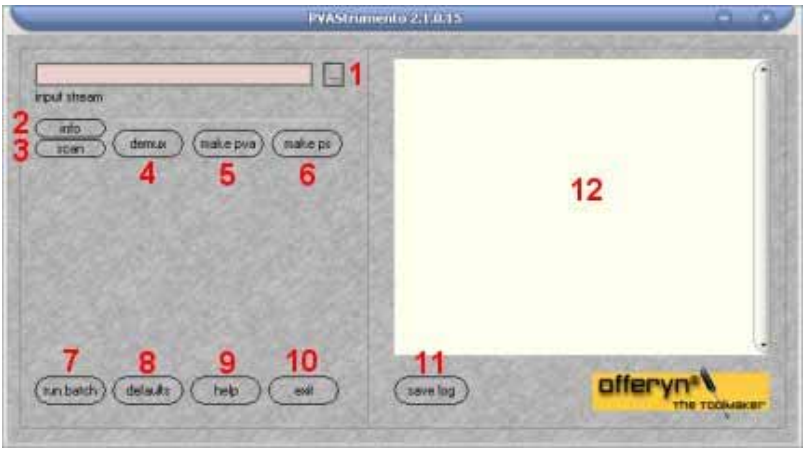 PVAStrumento 2.1.0.15
... 1
input stream
2 info
3 scan
demux make pva make ps
4 5 6
12
7 8 9 10 11
run batch defaults help exit save log
offeryn®
The TOOLMAKER